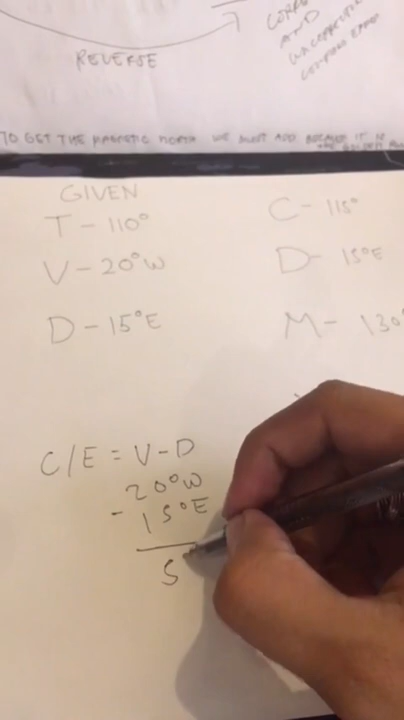 REVERSE
AND
TO GET THE MAGNETIC NORTH WE MUST ADD BECAUSE IT IS
GIVEN
T - 110°
C - 115°
V - 20°W
D - 15°E
D - 15°E
M - 130°
C/E = V - D
20°W
- 15°E
5°